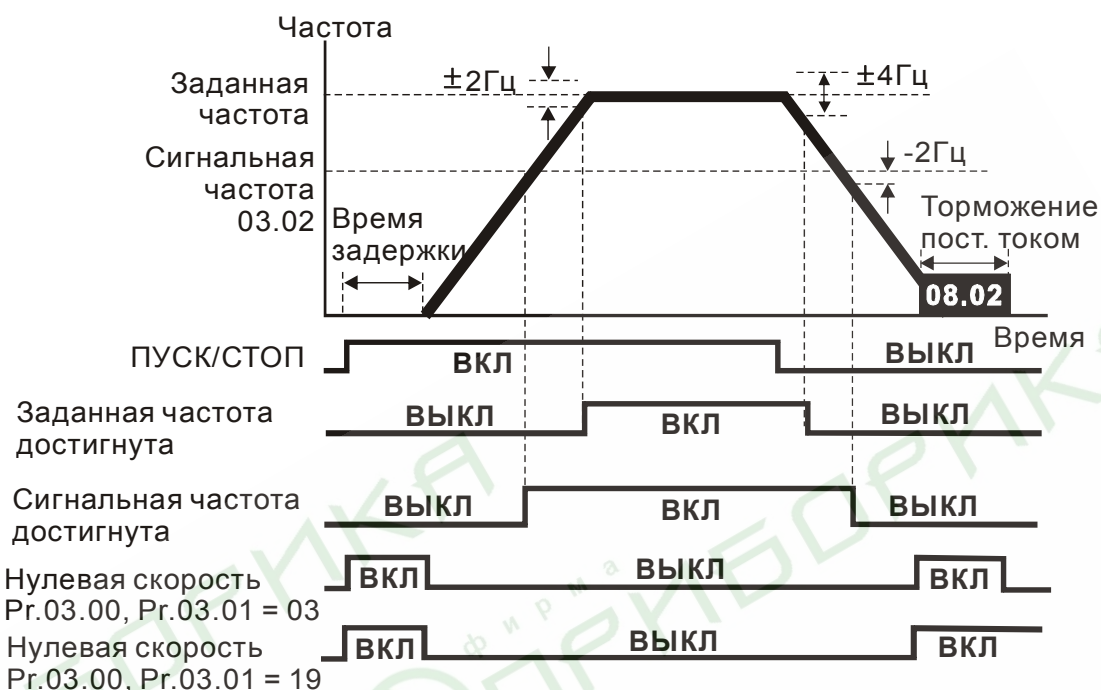 Частота
Заданная
частота
±2Гц
±4Гц
Сигнальная
частота
03.02
-2Гц
Время
задержки
Торможение
пост. током
08.02
Время
ПУСК/СТОП
ВКЛ
ВЫКЛ
Заданная частота
достигнута
ВЫКЛ
ВКЛ
ВЫКЛ
Сигнальная частота
достигнута
ВЫКЛ
ВКЛ
ВЫКЛ
Нулевая скорость
Pr.03.00, Pr.03.01 = 03
ВКЛ
ВЫКЛ
ВКЛ
Нулевая скорость
Pr.03.00, Pr.03.01 = 19
ВКЛ
ВЫКЛ
ВКЛ
фирма